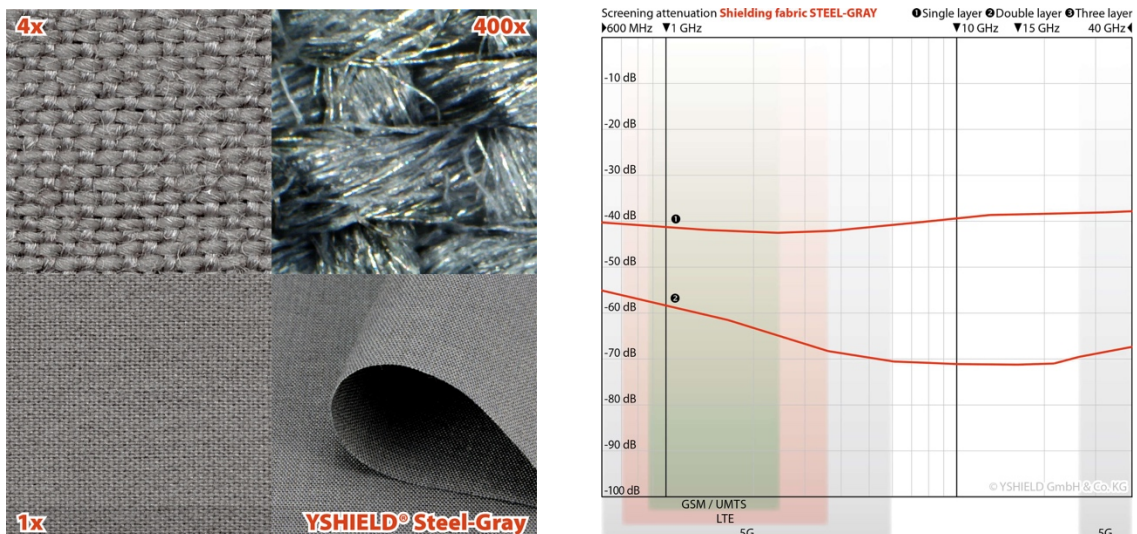 4x
400x
1x
YSHIELD® Steel-Gray
Screening attenuation Shielding fabric STEEL-GRAY ❶Single layer ❷Double layer ❸Three layer
600 MHz 1 GHz 10 GHz 15 GHz 40 GHz
-10 dB
-20 dB
-30 dB
-40 dB
❶
-50 dB
❷
-60 dB
-70 dB
-80 dB
-90 dB
-100 dB
© YSHIELD GmbH & Co. KG
GSM / UMTS
LTE
5G 5G